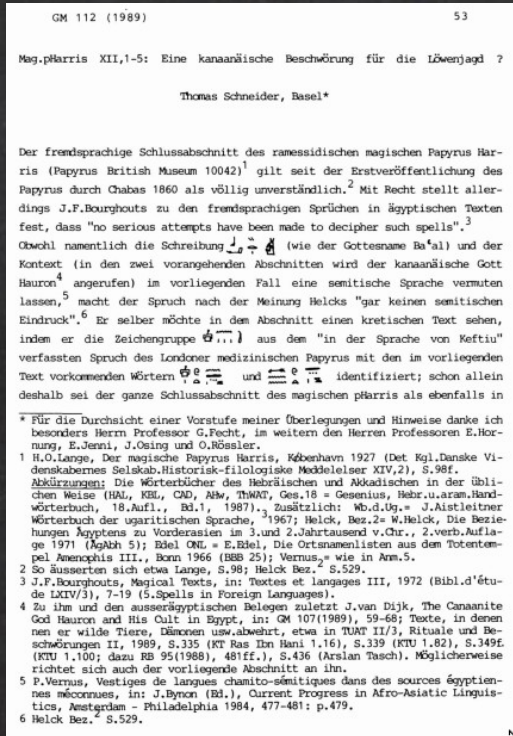 GM 112 (1989) 53
Mag.pHarris XII,1-5: Eine kanaanäische Beschwörung für die Löwenjagd ?
Thomas Schneider, Basel*
Der fremdsprachige Schlussabschnitt des ramessidischen magischen Papyrus Har-
ris (Papyrus British Museum 10042)¹ gilt seit der Erstveröffentlichung des
Papyrus durch Chabas 1860 als völlig unverständlich.² Mit Recht stellt aller-
dings J.F.Bourghouts zu den fremdsprachigen Sprüchen in ägyptischen Texten
fest, dass "no serious attempts have been made to decipher such spells".³
Obwohl namentlich die Schreibung (wie der Gottesname Baʿal) und der
Kontext (in den zwei vorangehenden Abschnitten wird der kanaanäische Gott
Hauron⁴ angerufen) im vorliegenden Fall eine semitische Sprache vermuten
lassen,⁵ macht der Spruch nach der Meinung Helcks "gar keinen semitischen
Eindruck".⁶ Er selber möchte in dem Abschnitt einen kretischen Text sehen,
indem er die Zeichengruppe aus dem "in der Sprache von Keftiu"
verfassten Spruch des Londoner medizinischen Papyrus mit den im vorliegenden
Text vorkommenden Wörtern und identifiziert; schon allein
deshalb sei der ganze Schlussabschnitt des magischen pHarris als ebenfalls in
* Für die Durchsicht einer Vorstufe meiner Überlegungen und Hinweise danke ich
besonders Herrn Professor G.Fecht, im weitern den Herren Professoren E.Hor-
nung, E.Jenni, J.Osing und O.Rössler.
1 H.O.Lange, Der magische Papyrus Harris, København 1927 (Det Kgl.Danske Vi-
denskabernes Selskab.Historisk-filologiske Meddelelser XIV,2), S.98f.
Abkürzungen: Die Wörterbücher des Hebräischen und Akkadischen in der übli-
chen Weise (HAL, KBL, CAD, AHw, ThWAT, Ges.18 = Gesenius, Hebr.u.aram.Hand-
wörterbuch, 18.Aufl., Bd.1, 1987). Zusätzlich: Wb.d.Ug.= J.Aistleitner
Wörterbuch der ugaritischen Sprache, ³1967; Helck, Bez.2= W.Helck, Die Bezie-
hungen Ägyptens zu Vorderasien im 3.und 2.Jahrtausend v.Chr., 2.verb.Aufla-
ge 1971 (ÄgAbh 5); Edel ONL = E.Edel, Die Ortsnamenlisten aus dem Totentem-
pel Amenophis III., Bonn 1966 (BBB 25); Vernus = wie in Anm.5.
2 So äusserten sich etwa Lange, S.98; Helck Bez.² S.529.
3 J.F.Bourghouts, Magical Texts, in: Textes et langages III, 1972 (Bibl.d'étu-
de LXIV/3), 7-19 (5.Spells in Foreign Languages).
4 Zu ihm und den ausserägyptischen Belegen zuletzt J.van Dijk, The Canaanite
God Hauron and His Cult in Egypt, in: GM 107(1989), 59-68; Texte, in denen
nen er wilde Tiere, Dämonen usw.abwehrt, etwa in TUAT II/3, Rituale und Be-
schwörungen II, 1989, S.335 (KT Ras Ibn Hani 1.16), S.339 (KTU 1.82), S.349f.
(KTU 1.100; dazu RB 95(1988), 481ff.), S.436 (Arslan Tasch). Möglicherweise
richtet sich auch der vorliegende Abschnitt an ihn.
5 P.Vernus, Vestiges de langues chamito-sémitiques dans des sources égyptien-
nes méconnues, in: J.Bynon (Ed.), Current Progress in Afro-Asiatic Linguis-
tics, Amsterdam - Philadelphia 1984, 477-481: p.479.
6 Helck Bez.² S.529.